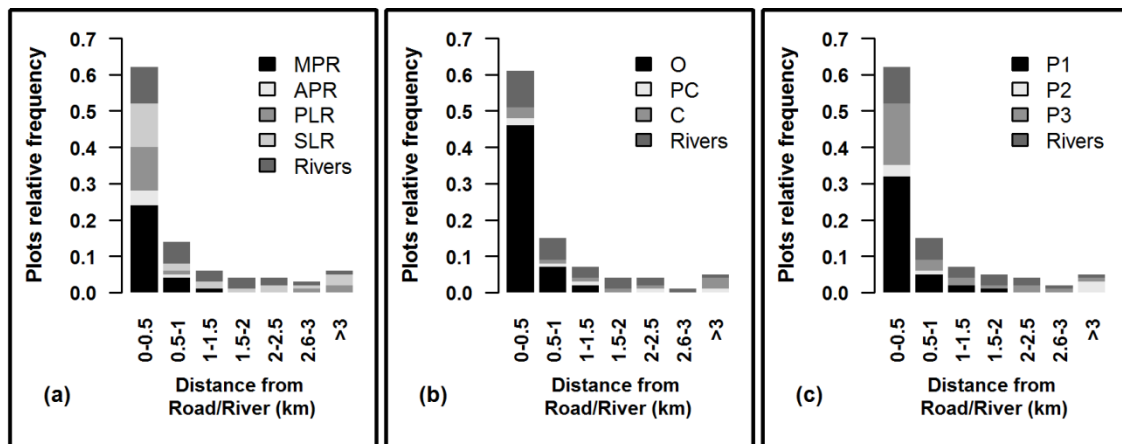 Plots relative frequency
0.7
0.6
0.5
0.4
0.3
0.2
0.1
0.0
MPR
APR
PLR
SLR
Rivers
0-0.5
0.5-1
1-1.5
1.5-2
2-2.5
2.6-3
>3
(a)
Distance from
Road/River (km)
Plots relative frequency
0.7
0.6
0.5
0.4
0.3
0.2
0.1
0.0
O
PC
C
Rivers
0-0.5
0.5-1
1-1.5
1.5-2
2-2.5
2.6-3
>3
(b)
Distance from
Road/River (km)
Plots relative frequency
0.7
0.6
0.5
0.4
0.3
0.2
0.1
0.0
P1
P2
P3
Rivers
0-0.5
0.5-1
1-1.5
1.5-2
2-2.5
2.6-3
>3
(c)
Distance from
Road/River (km)